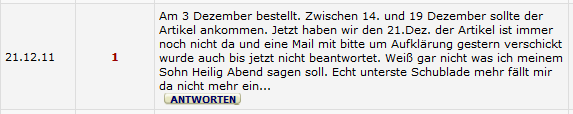 Am 3 Dezember bestellt. Zwischen 14. und 19 Dezember sollte der
Artikel ankommen. Jetzt haben wir den 21.Dez. der Artikel ist immer
noch nicht da und eine Mail mit bitte um Aufklärung gestern verschickt
21.12.11 1 wurde auch bis jetzt nicht beantwortet. Weiß gar nicht was ich meinem
Sohn Heilig Abend sagen soll. Echt unterste Schublade mehr fällt mir
da nicht mehr ein...
ANTWORTEN